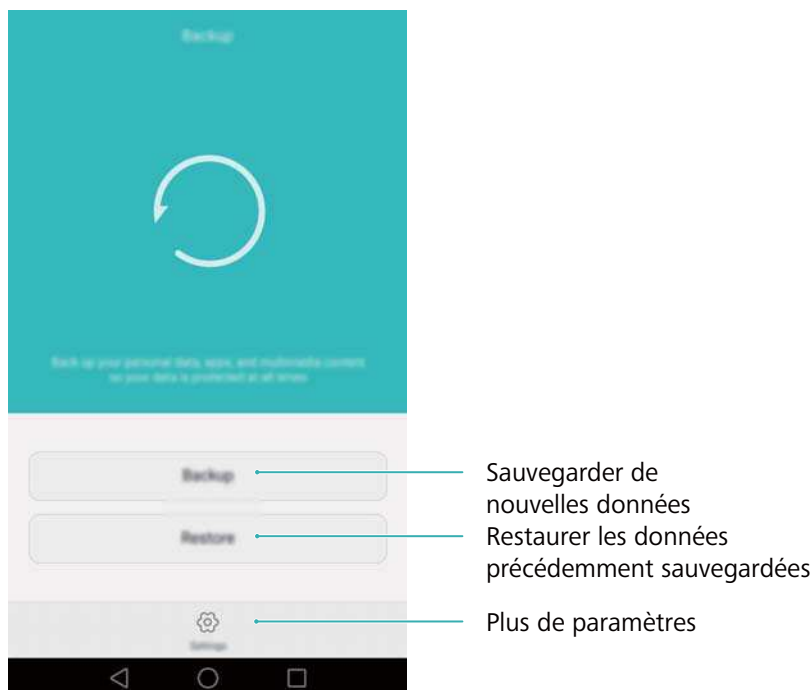 Backup
Back up your personal data, apps, and multimedia content
so your data is protected at all times
Backup
Sauvegarder de
nouvelles données
Restore
Restaurer les données
précédemment sauvegardées
Settings
Plus de paramètres